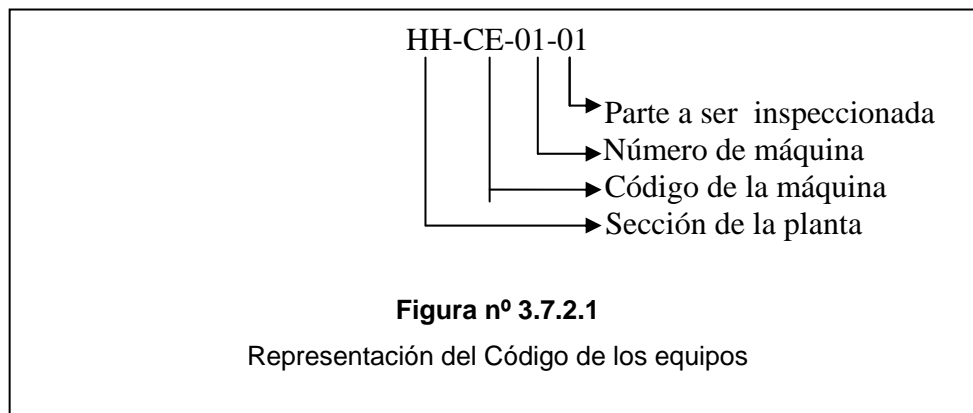 HH-CE-01-01
Parte a ser inspeccionada
Número de máquina
Código de la máquina
Sección de la planta
Figura nº 3.7.2.1
Representación del Código de los equipos